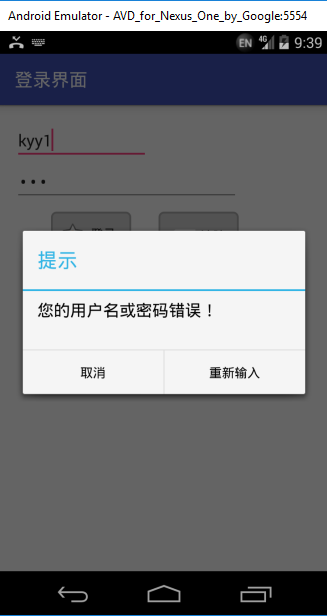 Android Emulator - AVD_for_Nexus_One_by_Google:5554
EN 4G 9:39
登录界面
kyy1
提示
您的用户名或密码错误！
取消 重新输入